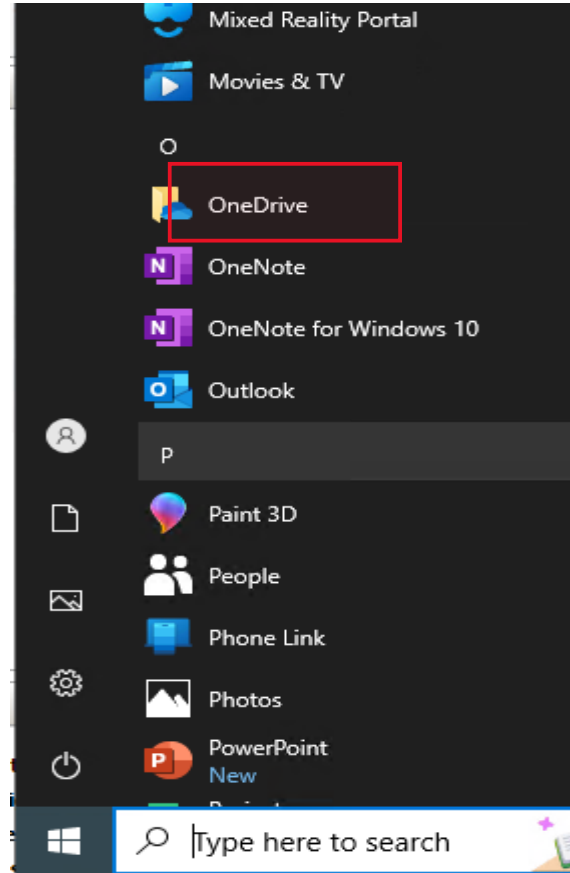 Mixed Reality Portal
Movies & TV
O
OneDrive
OneNote
OneNote for Windows 10
Outlook
P
Paint 3D
People
Phone Link
Photos
PowerPoint
New
Type here to search